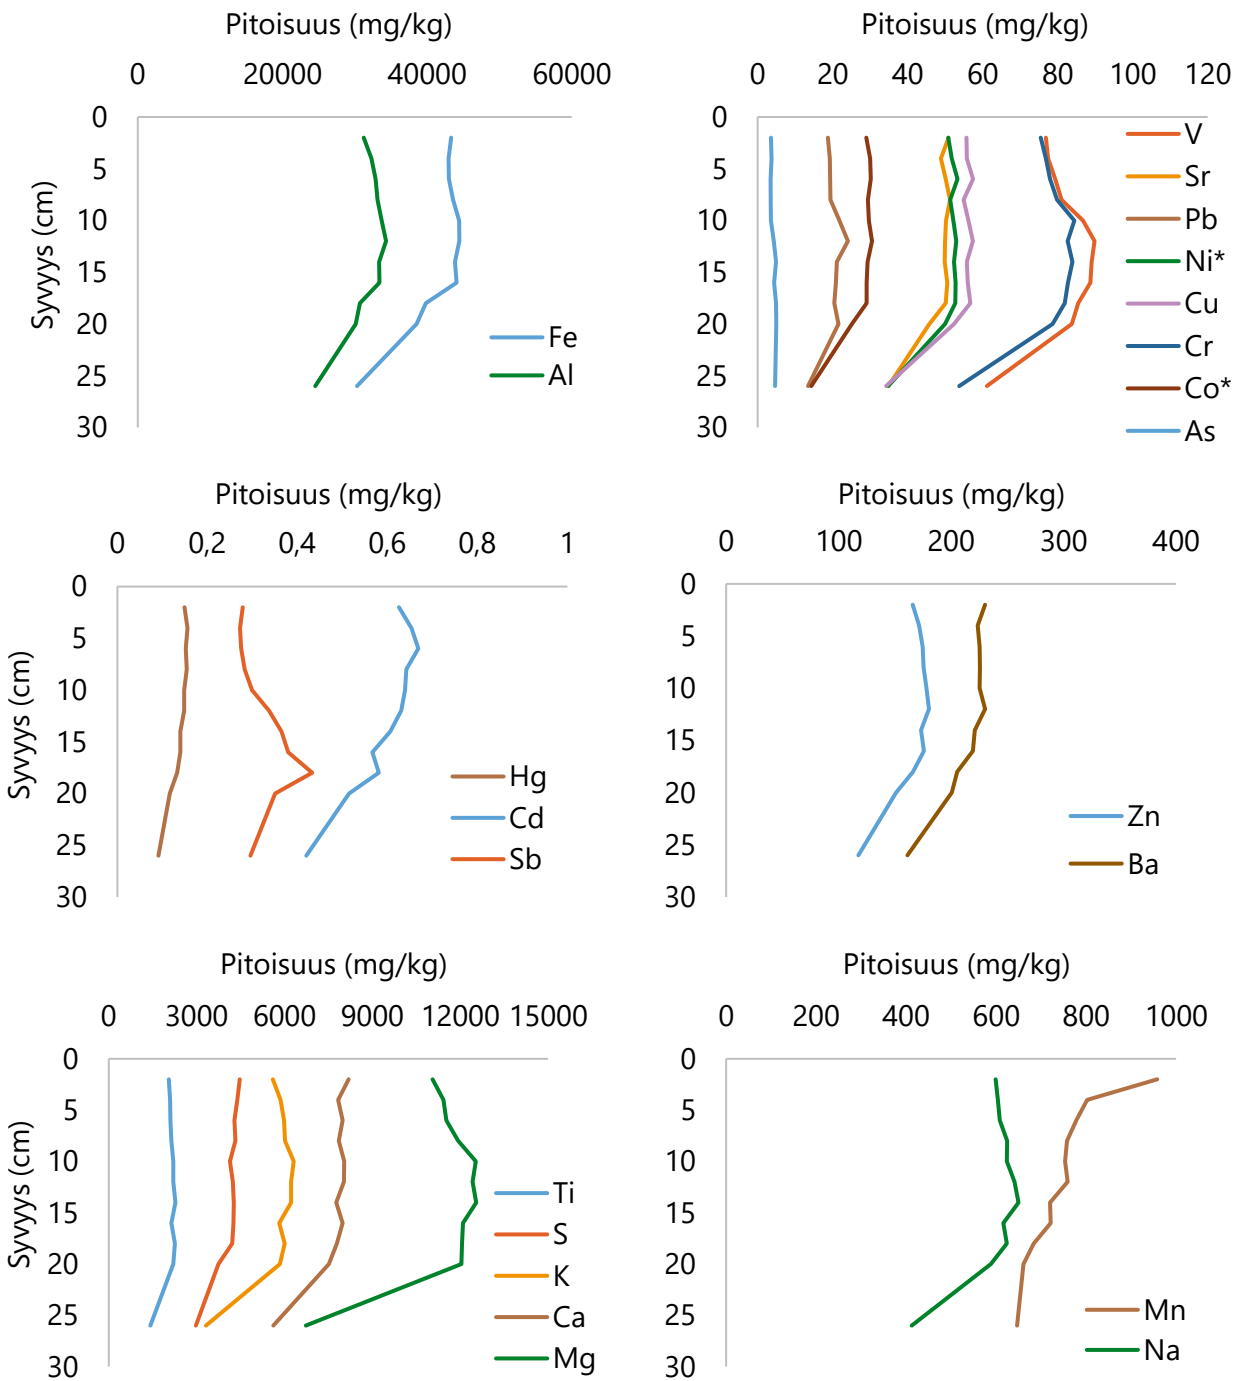 Pitoisuus (mg/kg)
0 20000 40000 60000
0
5
10
15
20
25
30
Syvyys (cm)
Fe
Al
Pitoisuus (mg/kg)
0 20 40 60 80 100 120
0
5
10
15
20
25
30
V
Sr
Pb
Ni*
Cu
Cr
Co*
As
Pitoisuus (mg/kg)
0 0,2 0,4 0,6 0,8 1
0
5
10
15
20
25
30
Syvyys (cm)
Hg
Cd
Sb
Pitoisuus (mg/kg)
0 100 200 300 400
0
5
10
15
20
25
30
Zn
Ba
Pitoisuus (mg/kg)
0 3000 6000 9000 12000 15000
0
5
10
15
20
25
30
Syvyys (cm)
Ti
S
K
Ca
Mg
Pitoisuus (mg/kg)
0 200 400 600 800 1000
0
5
10
15
20
25
30
Mn
Na